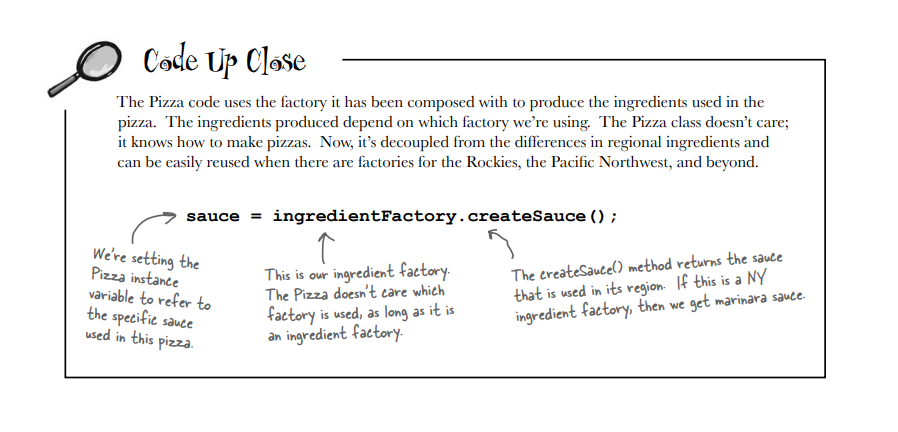 Code Up Close
The Pizza code uses the factory it has been composed with to produce the ingredients used in the
pizza. The ingredients produced depend on which factory we’re using. The Pizza class doesn’t care;
it knows how to make pizzas. Now, it’s decoupled from the differences in regional ingredients and
can be easily reused when there are factories for the Rockies, the Pacific Northwest, and beyond.
sauce = ingredientFactory.createSauce();
We’re setting the
Pizza instance
variable to refer to
the specific sauce
used in this pizza.
This is our ingredient factory.
The Pizza doesn’t care which
factory is used, as long as it is
an ingredient factory.
The createSauce() method returns the sauce
that is used in its region. If this is a NY
ingredient factory, then we get marinara sauce.